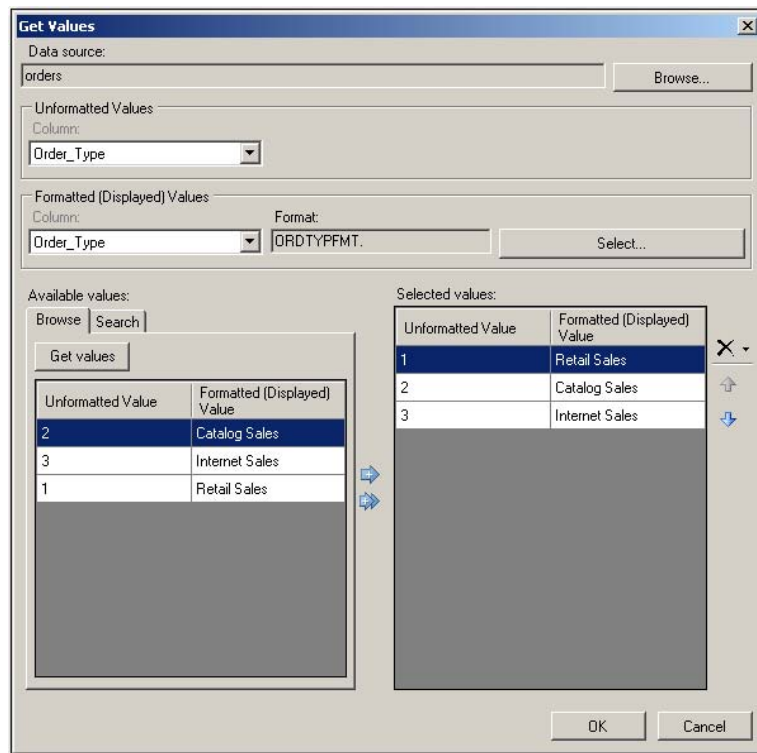 Get Values
Data source:
orders
Browse...
Unformatted Values
Column:
Order_Type
Formatted (Displayed) Values
Column:
Format:
Order_Type
ORDTYPFMT.
Select...
Available values:
Browse
Search
Get values
Unformatted Value
Formatted (Displayed)
Value
2
Catalog Sales
3
Internet Sales
1
Retail Sales
Selected values:
Unformatted Value
Formatted (Displayed)
Value
1
Retail Sales
2
Catalog Sales
3
Internet Sales
OK
Cancel